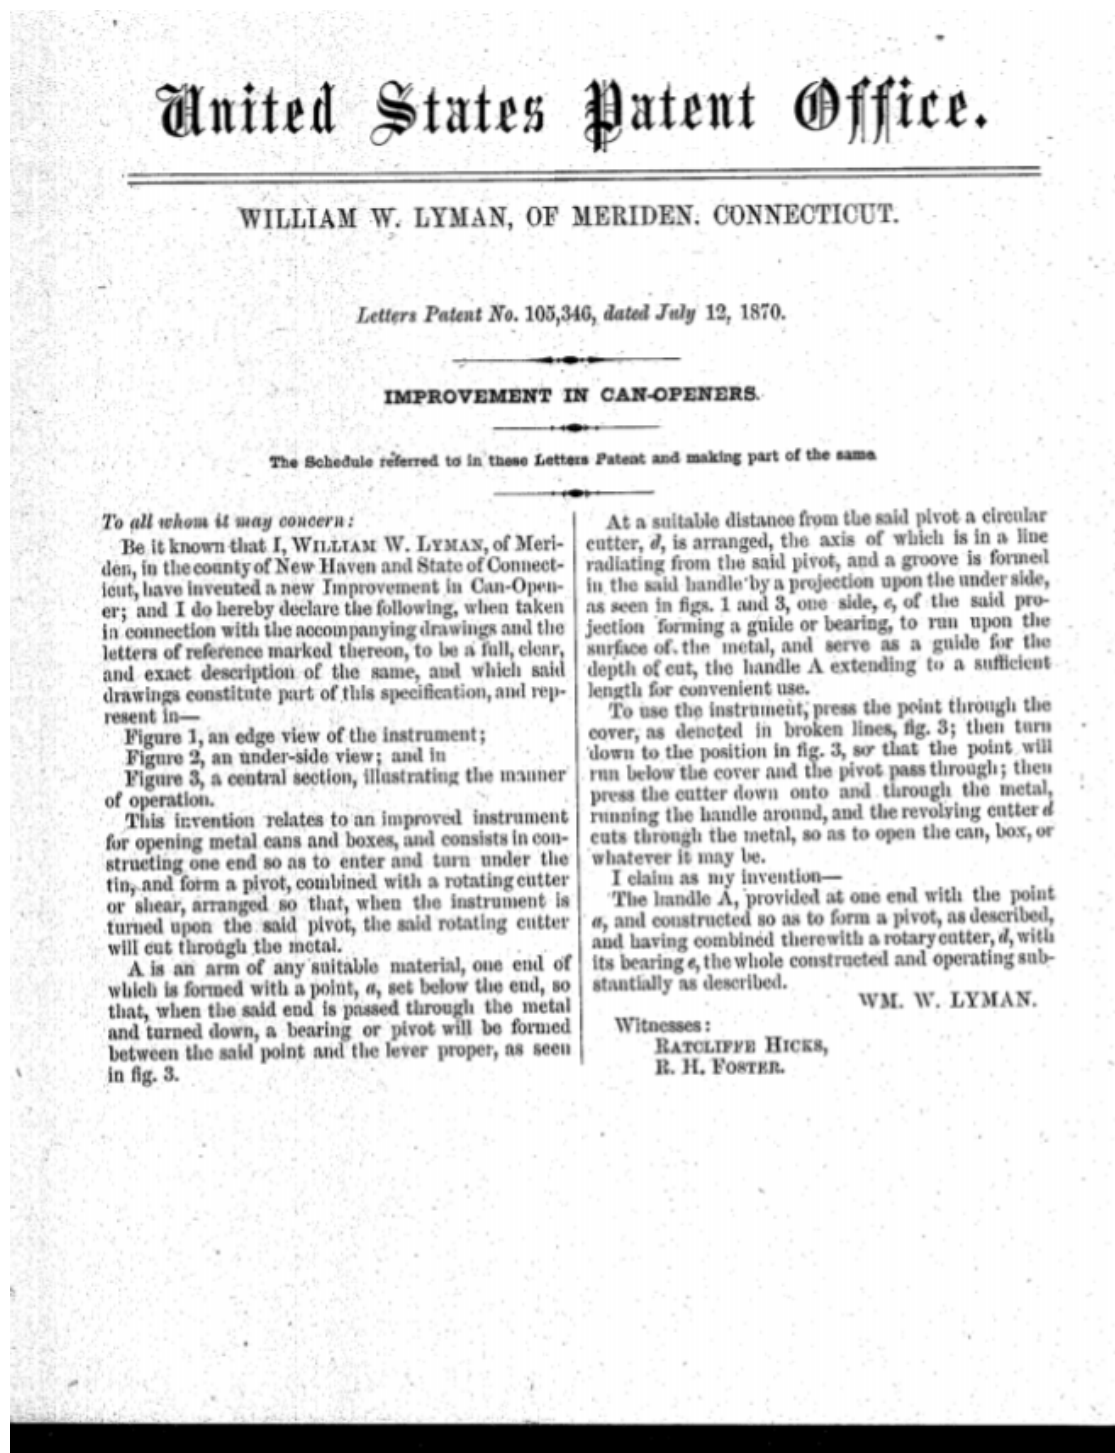 United States Patent Office.
WILLIAM W. LYMAN, OF MERIDEN, CONNECTICUT.
Letters Patent No. 105,346, dated July 12, 1870.
IMPROVEMENT IN CAN-OPENERS.
The Schedule referred to in these Letters Patent and making part of the same
To all whom it may concern:
Be it known that I, WILLIAM W. LYMAN, of Meri-
den, in the county of New Haven and State of Connect-
icut, have invented a new Improvement in Can-Open-
er; and I do hereby declare the following, when taken
in connection with the accompanying drawings and the
letters of reference marked thereon, to be a full, clear,
and exact description of the same, and which said
drawings constitute part of this specification, and rep-
resent in—
Figure 1, an edge view of the instrument;
Figure 2, an under-side view; and in
Figure 3, a central section, illustrating the manner
of operation.
This invention relates to an improved instrument
for opening metal cans and boxes, and consists in con-
structing one end so as to enter and turn under the
tin, and form a pivot, combined with a rotating cutter
or shear, arranged so that, when the instrument is
turned upon the said pivot, the said rotating cutter
will cut through the metal.
A is an arm of any suitable material, one end of
which is formed with a point, a, set below the end, so
that, when the said end is passed through the metal
and turned down, a bearing or pivot will be formed
between the said point and the lever proper, as seen
in fig. 3.
At a suitable distance from the said pivot a circular
cutter, d, is arranged, the axis of which is in a line
radiating from the said pivot, and a groove is formed
in the said handle by a projection upon the under side,
as seen in figs. 1 and 3, one side, e, of the said pro-
jection forming a guide or bearing, to run upon the
surface of the metal, and serve as a guide for the
depth of cut, the handle A extending to a sufficient
length for convenient use.
To use the instrument, press the point through the
cover, as denoted in broken lines, fig. 3; then turn
down to the position in fig. 3, so that the point will
run below the cover and the pivot pass through; then
press the cutter down onto and through the metal,
running the handle around, and the revolving cutter d
cuts through the metal, so as to open the can, box, or
whatever it may be.
I claim as my invention—
The handle A, provided at one end with the point
a, and constructed so as to form a pivot, as described,
and having combined therewith a rotary cutter, d, with
its bearing e, the whole constructed and operating sub-
stantially as described.
WM. W. LYMAN.
Witnesses:
RATCLIFFE HICKS,
R. H. FOSTER.